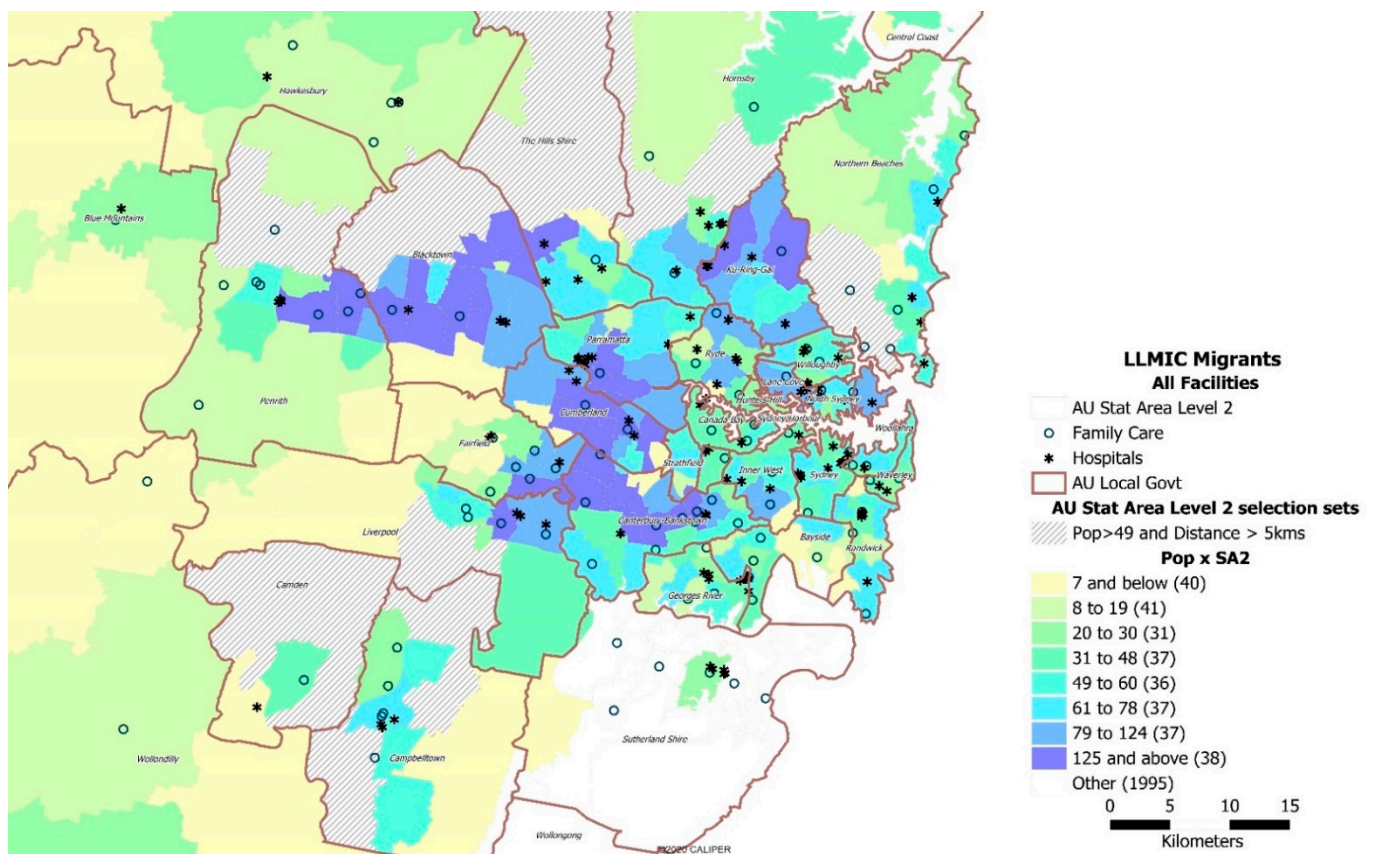 Central Coast
Hornsby
Hawkesbury
The Hills Shire
Northern Beaches
Blue Mountains
Blacktown
Ku-Ring-Gai
Parramatta
Ryde
Willoughby
Lane Cove
Penrith
Hunters Hill
North Sydney
Cumberland
Canada Bay
Sydney Harbour
Woollahra
Fairfield
Strathfield
Inner West
Sydney
Waverley
Liverpool
Canterbury-Bankstown
Bayside
Randwick
Camden
Georges River
Sutherland Shire
Wollondilly
Campbelltown
Wollongong
©2020 CALIPER
LLMIC Migrants
All Facilities
AU Stat Area Level 2
Family Care
Hospitals
AU Local Govt
AU Stat Area Level 2 selection sets
Pop>49 and Distance > 5kms
Pop x SA2
7 and below (40)
8 to 19 (41)
20 to 30 (31)
31 to 48 (37)
49 to 60 (36)
61 to 78 (37)
79 to 124 (37)
125 and above (38)
Other (1995)
0 5 10 15
Kilometers